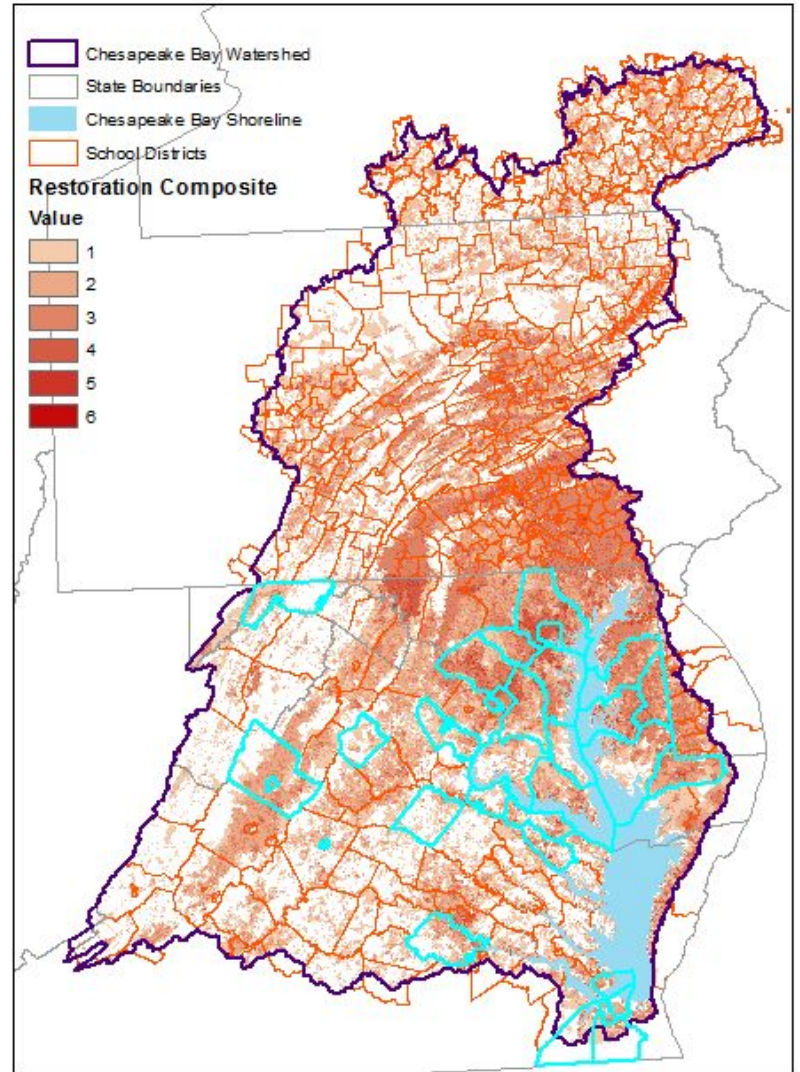 Chesapeake Bay Watershed
State Boundaries
Chesapeake Bay Shoreline
School Districts
Restoration Composite
Value
1
2
3
4
5
6